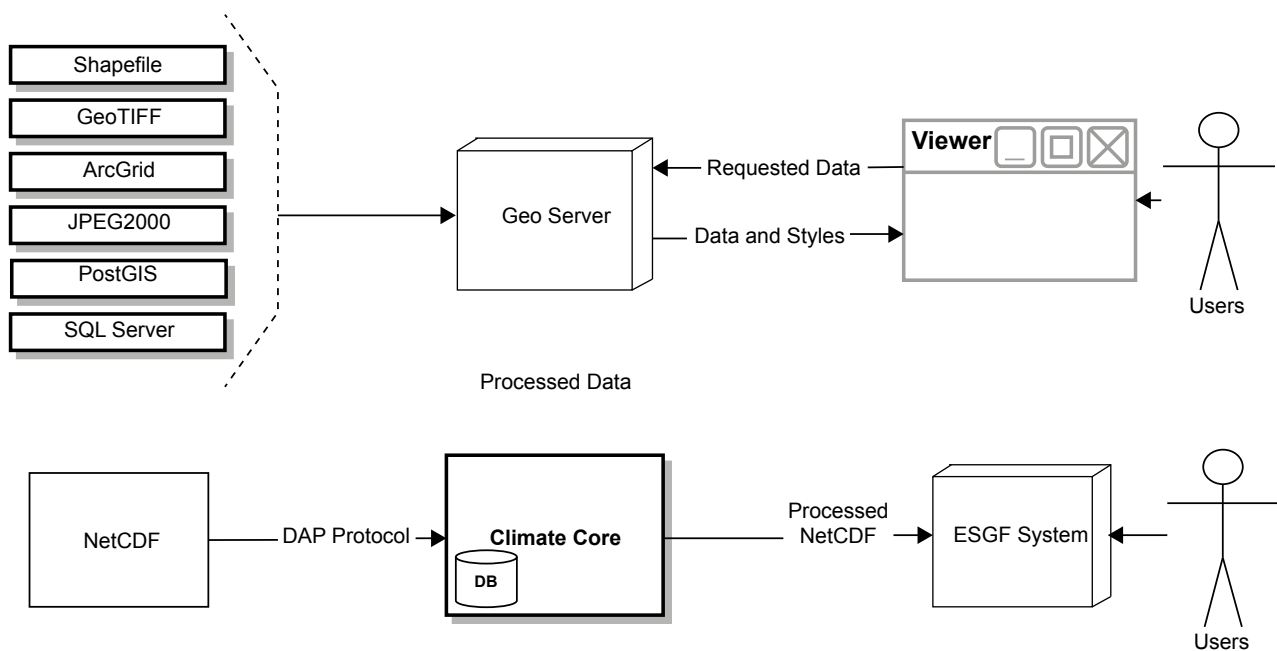 Shapefile
GeoTIFF
ArcGrid
JPEG2000
PostGIS
SQL Server
Geo Server
Requested Data
Data and Styles
Viewer
Users
Processed Data
NetCDF
DAP Protocol
Climate Core
DB
Processed
NetCDF
ESGF System
Users